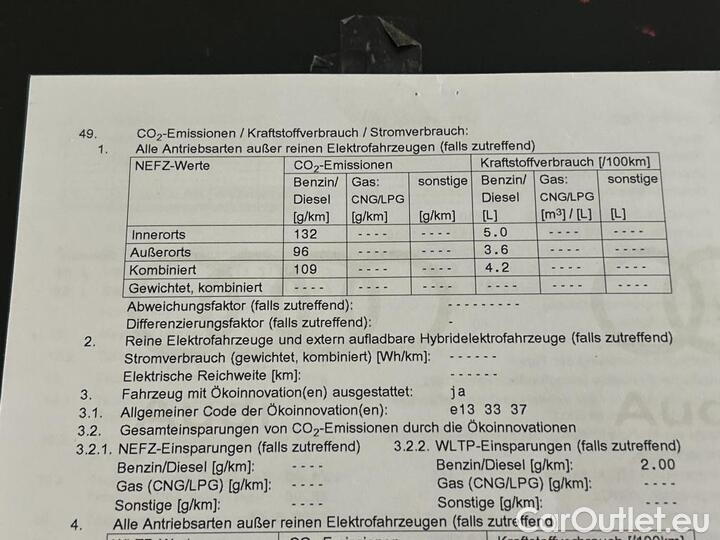 49. CO₂-Emissionen / Kraftstoffverbrauch / Stromverbrauch:
1. Alle Antriebsarten außer reinen Elektrofahrzeugen (falls zutreffend)
NEFZ-Werte CO₂-Emissionen Kraftstoffverbrauch [/100km]
Benzin/ Gas: sonstige Benzin/ Gas: sonstige
Diesel CNG/LPG Diesel CNG/LPG
[g/km] [g/km] [g/km] [L] [m³] / [L] [L]
Innerorts 132 ---- ---- 5.0 ---- ----
Außerorts 96 ---- ---- 3.6 ---- ----
Kombiniert 109 ---- ---- 4.2 ---- ----
Gewichtet, kombiniert ---- ---- ---- ---- ---- ----
Abweichungsfaktor (falls zutreffend): ---------
Differenzierungsfaktor (falls zutreffend): -
2. Reine Elektrofahrzeuge und extern aufladbare Hybridelektrofahrzeuge (falls zutreffend)
Stromverbrauch (gewichtet, kombiniert) [Wh/km]: ------
Elektrische Reichweite [km]: ------
3. Fahrzeug mit Ökoinnovation(en) ausgestattet: ja
3.1. Allgemeiner Code der Ökoinnovation(en): e13 33 37
3.2. Gesamteinsparungen von CO₂-Emissionen durch die Ökoinnovationen
3.2.1. NEFZ-Einsparungen (falls zutreffend) 3.2.2. WLTP-Einsparungen (falls zutreffend)
Benzin/Diesel [g/km]: ---- Benzin/Diesel [g/km]: 2.00
Gas (CNG/LPG) [g/km]: ---- Gas (CNG/LPG) [g/km]: ----
Sonstige [g/km]: ---- Sonstige [g/km]: ----
4. Alle Antriebsarten außer reinen Elektrofahrzeugen (falls zutreffend)
CarOutlet.eu